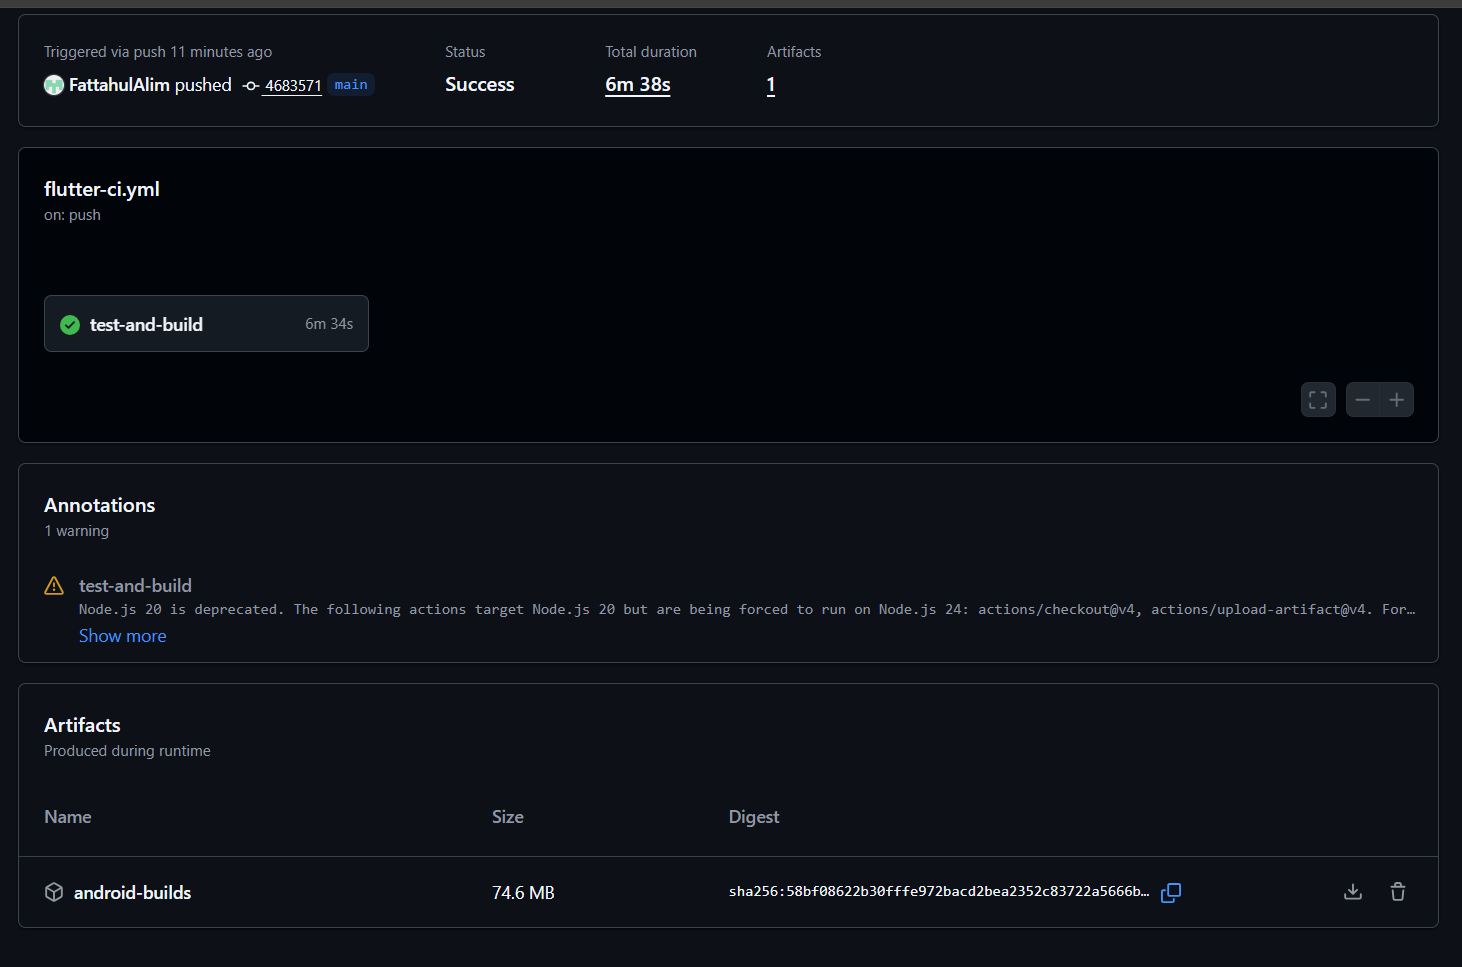 Triggered via push 11 minutes ago
FattahulAlim pushed 4683571 main
Status
Success
Total duration
6m 38s
Artifacts
1
flutter-ci.yml
on: push
test-and-build 6m 34s
Annotations
1 warning
test-and-build
Node.js 20 is deprecated. The following actions target Node.js 20 but are being forced to run on Node.js 24: actions/checkout@v4, actions/upload-artifact@v4. For…
Show more
Artifacts
Produced during runtime
Name Size Digest
android-builds 74.6 MB sha256:58bf08622b30fffe972bacd2bea2352c83722a5666b…